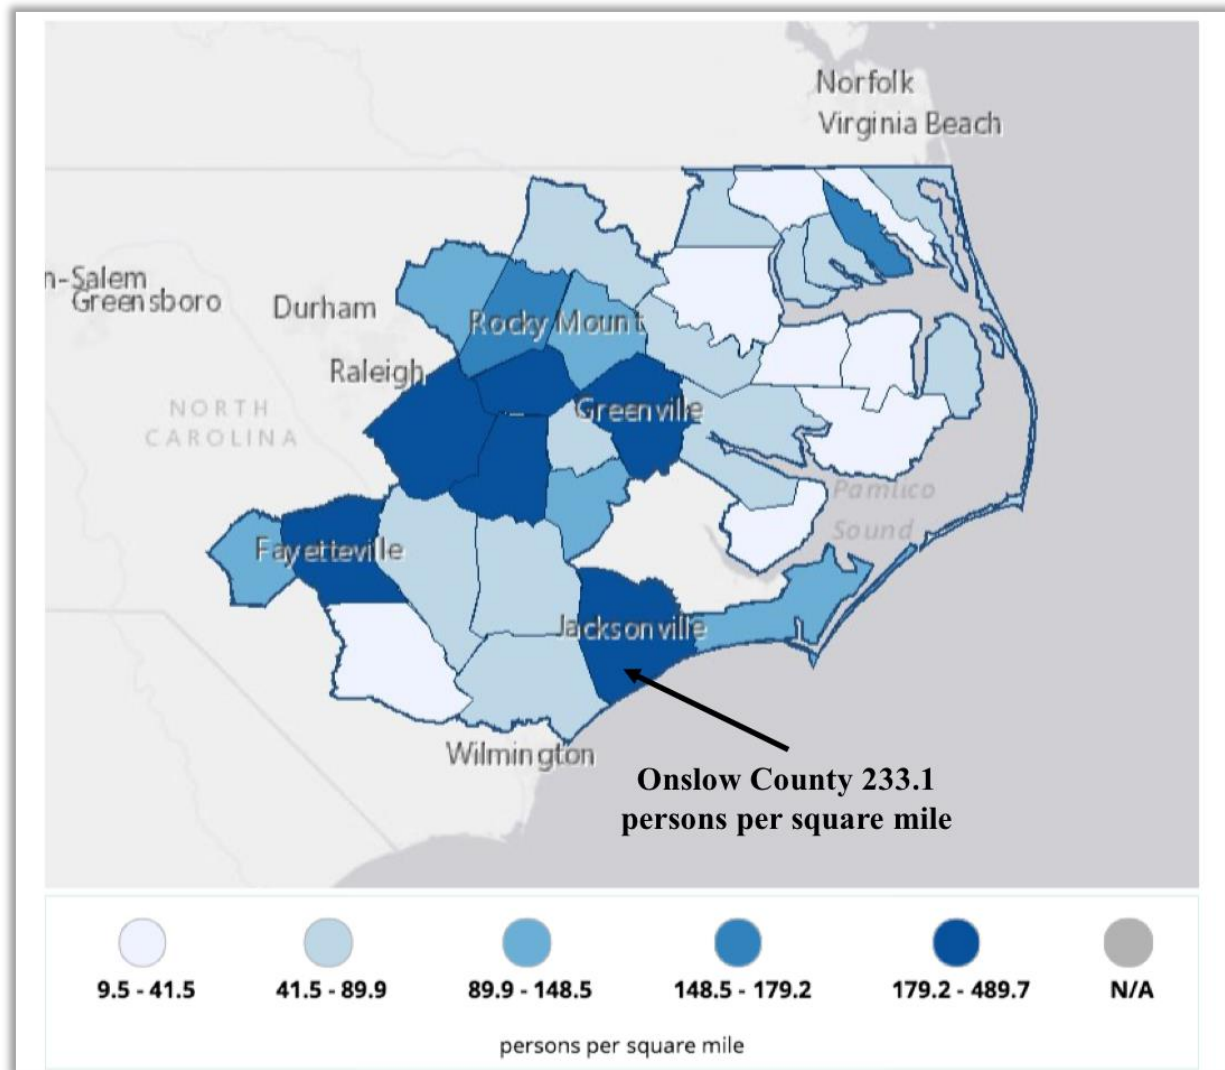 Norfolk
Virginia Beach
n-Salem
Greensboro
Durham
Rocky Mount
Raleigh
NORTH
CAROLINA
Greenville
Pamlico
Sound
Fayetteville
Jacksonville
Wilmington
Onslow County 233.1
persons per square mile
9.5 - 41.5
41.5 - 89.9
89.9 - 148.5
148.5 - 179.2
179.2 - 489.7
N/A
persons per square mile